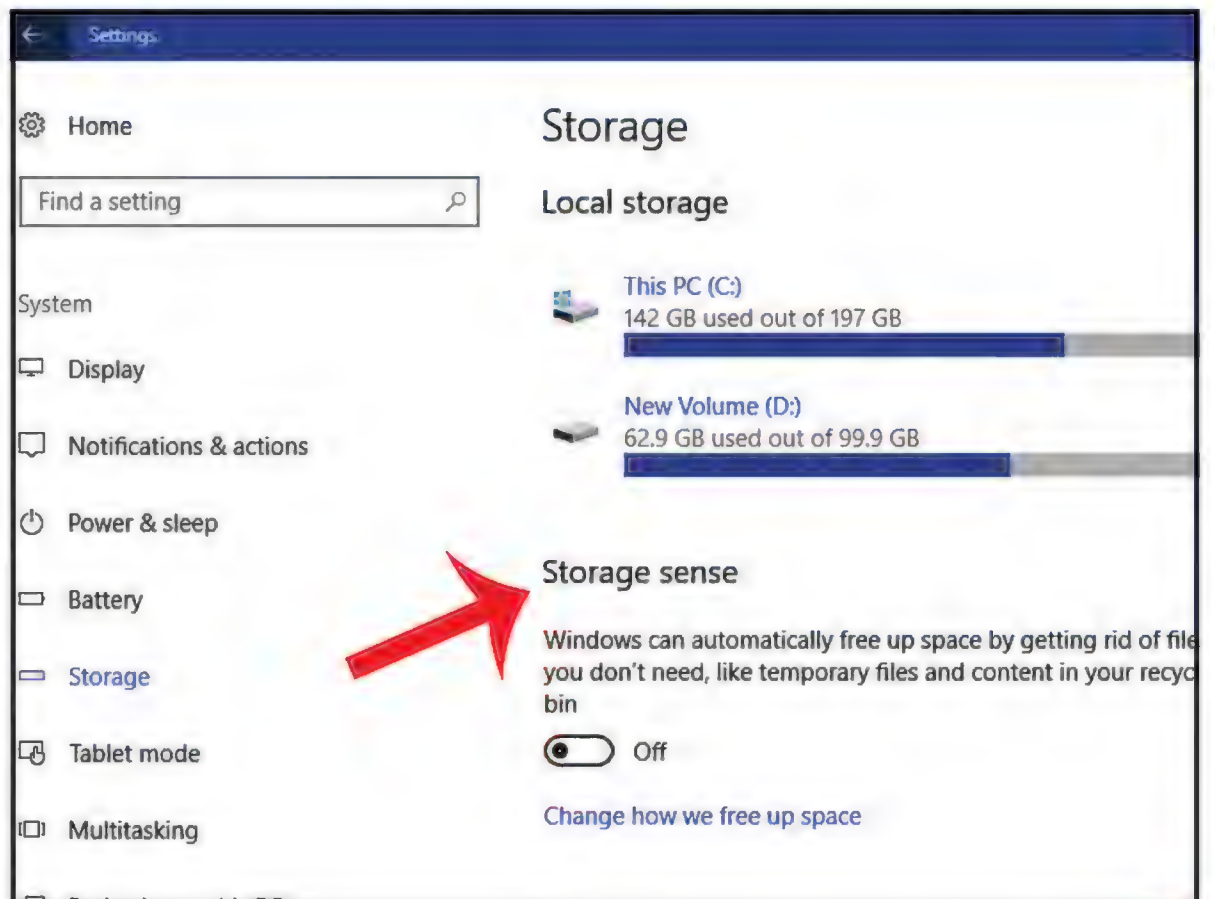 Settings
Home
Find a setting
System
Display
Notifications & actions
Power & sleep
Battery
Storage
Tablet mode
Multitasking
Storage
Local storage
This PC (C:)
142 GB used out of 197 GB
New Volume (D:)
62.9 GB used out of 99.9 GB
Storage sense
Windows can automatically free up space by getting rid of file
you don't need, like temporary files and content in your recyc
bin
Off
Change how we free up space